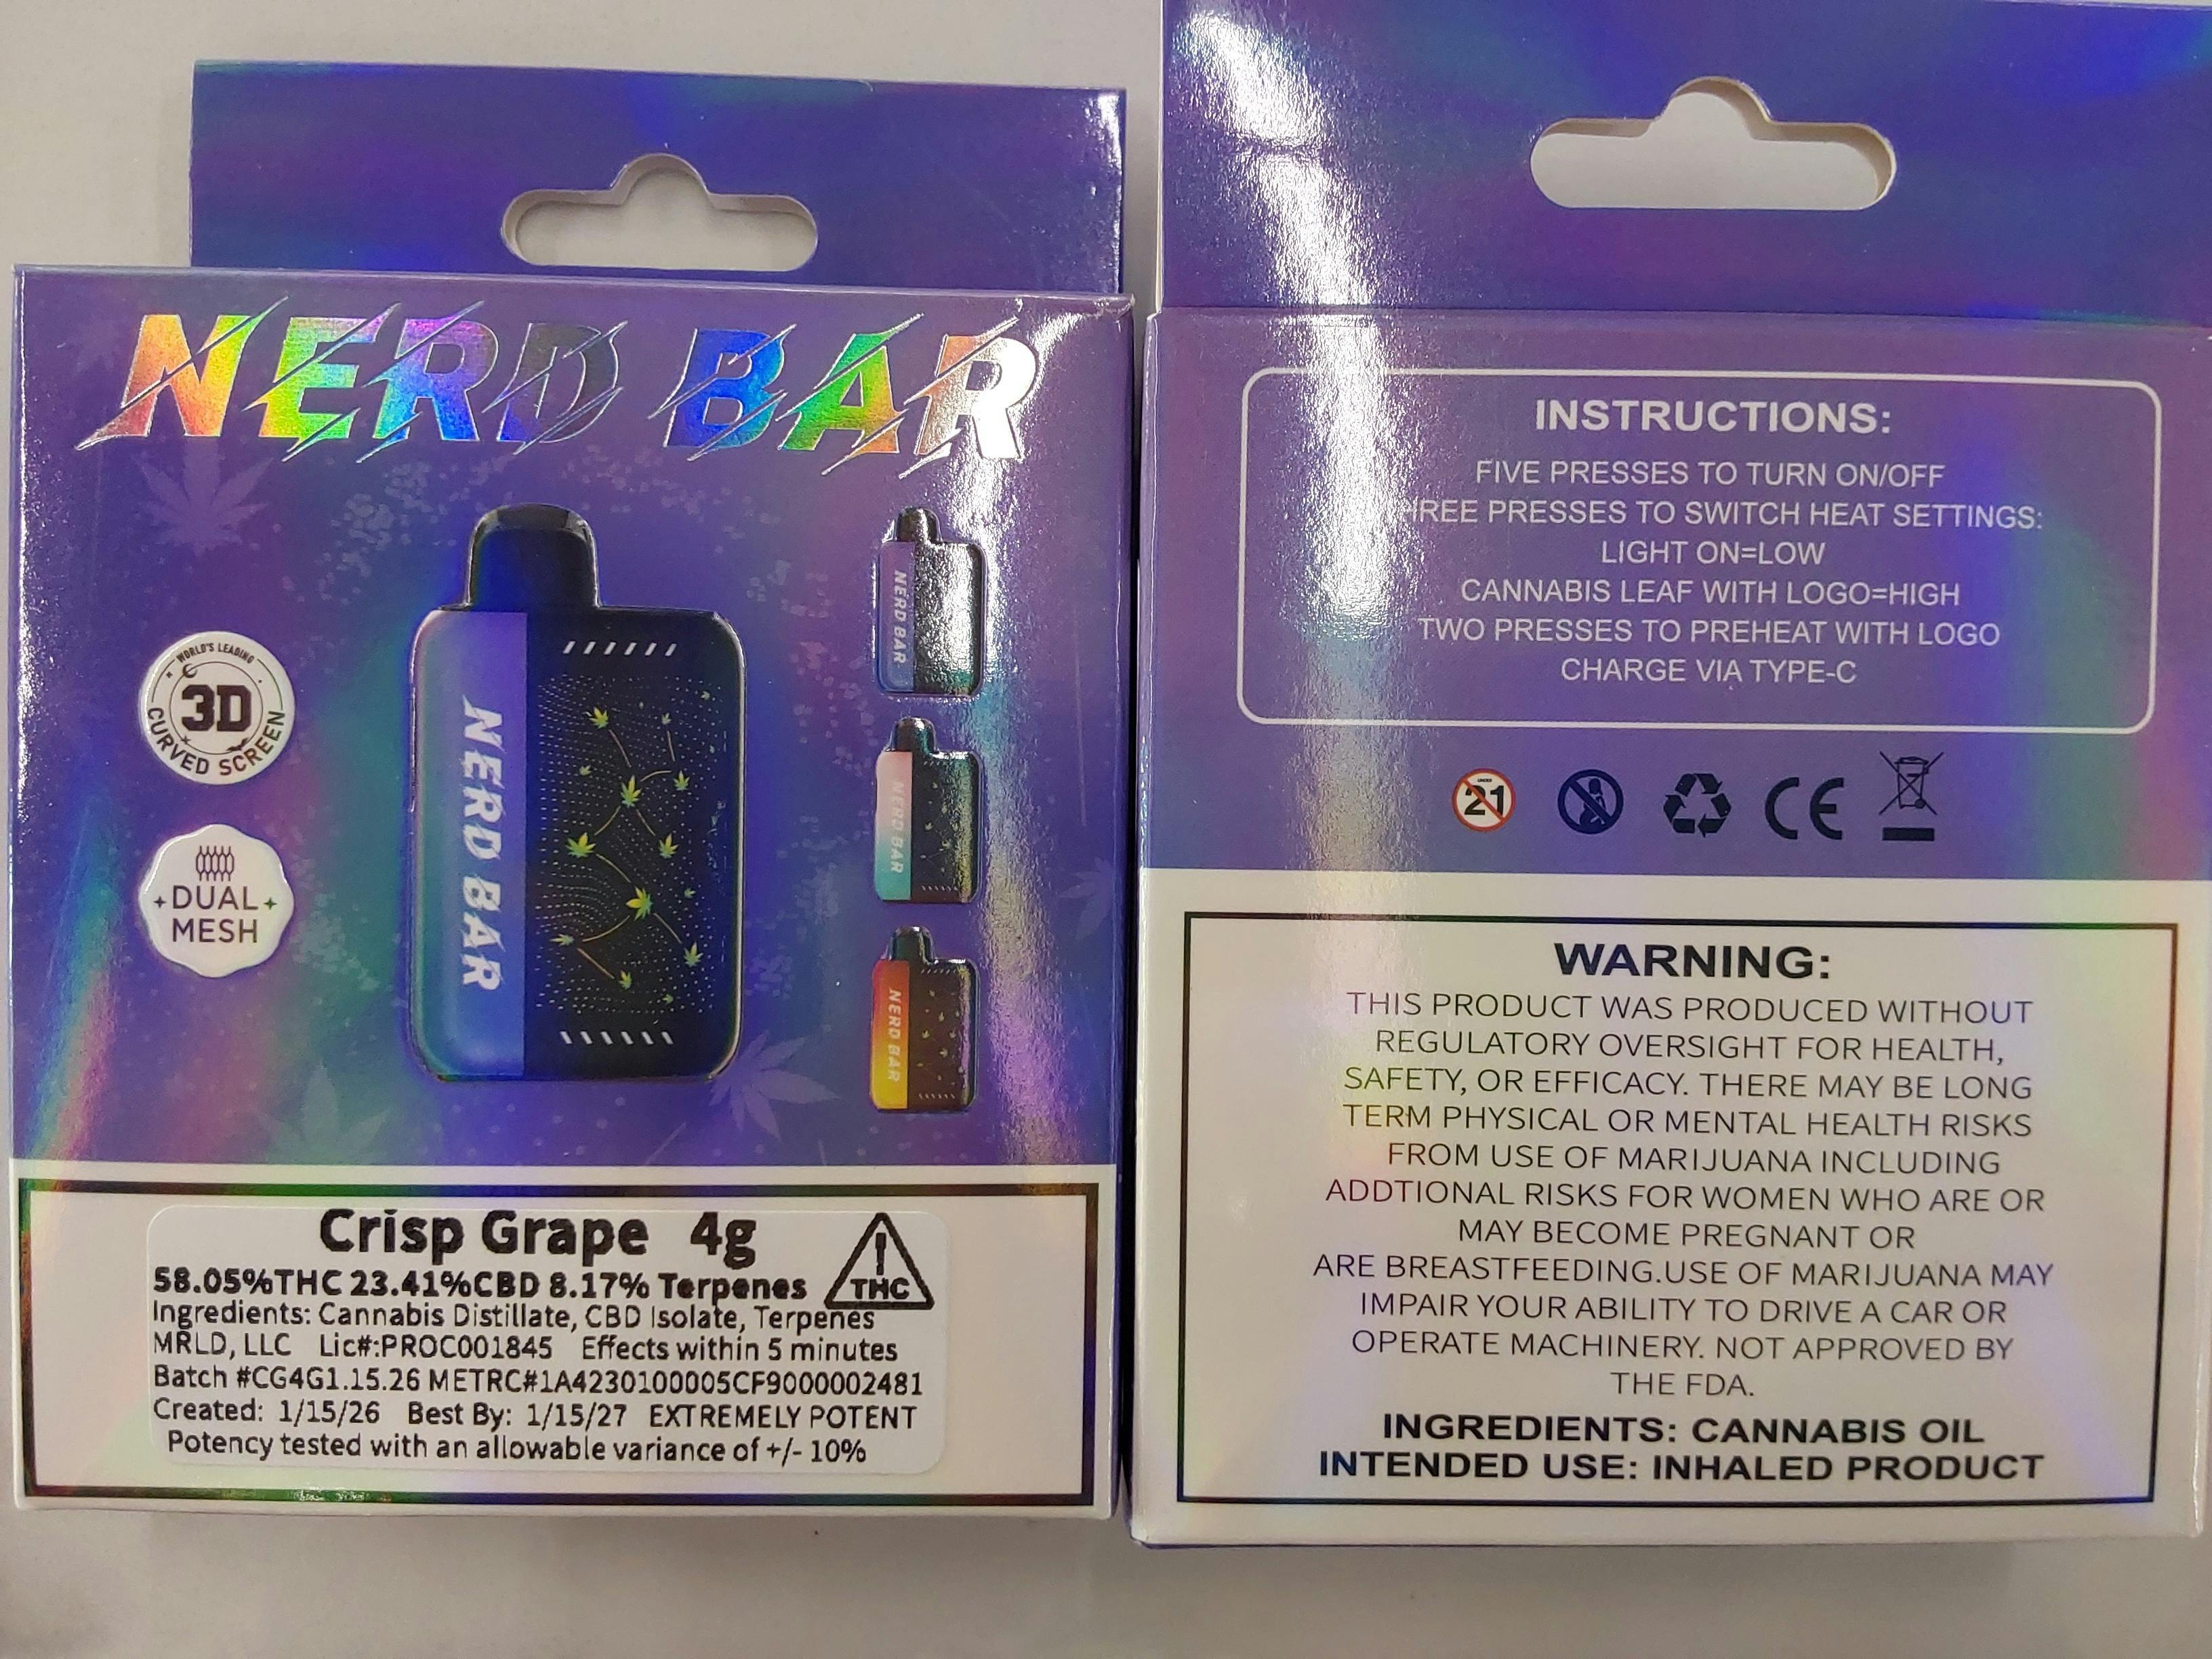 NERD BAR
WORLD'S LEADING
3D
CURVED SCREEN
DUAL
MESH
NERD BAR
NERD BAR
NERD BAR
NERD BAR
Crisp Grape 4g
58.05%THC 23.41%CBD 8.17% Terpenes
THC
Ingredients: Cannabis Distillate, CBD Isolate, Terpenes
MRLD, LLC Lic#:PROC001845 Effects within 5 minutes
Batch #CG4G1.15.26 METRC#1A4230100005CF9000002481
Created: 1/15/26 Best By: 1/15/27 EXTREMELY POTENT
Potency tested with an allowable variance of +/- 10%
INSTRUCTIONS:
FIVE PRESSES TO TURN ON/OFF
THREE PRESSES TO SWITCH HEAT SETTINGS:
LIGHT ON=LOW
CANNABIS LEAF WITH LOGO=HIGH
TWO PRESSES TO PREHEAT WITH LOGO
CHARGE VIA TYPE-C
UNDER
21
CE
WARNING:
THIS PRODUCT WAS PRODUCED WITHOUT
REGULATORY OVERSIGHT FOR HEALTH,
SAFETY, OR EFFICACY. THERE MAY BE LONG
TERM PHYSICAL OR MENTAL HEALTH RISKS
FROM USE OF MARIJUANA INCLUDING
ADDTIONAL RISKS FOR WOMEN WHO ARE OR
MAY BECOME PREGNANT OR
ARE BREASTFEEDING.USE OF MARIJUANA MAY
IMPAIR YOUR ABILITY TO DRIVE A CAR OR
OPERATE MACHINERY. NOT APPROVED BY
THE FDA.
INGREDIENTS: CANNABIS OIL
INTENDED USE: INHALED PRODUCT